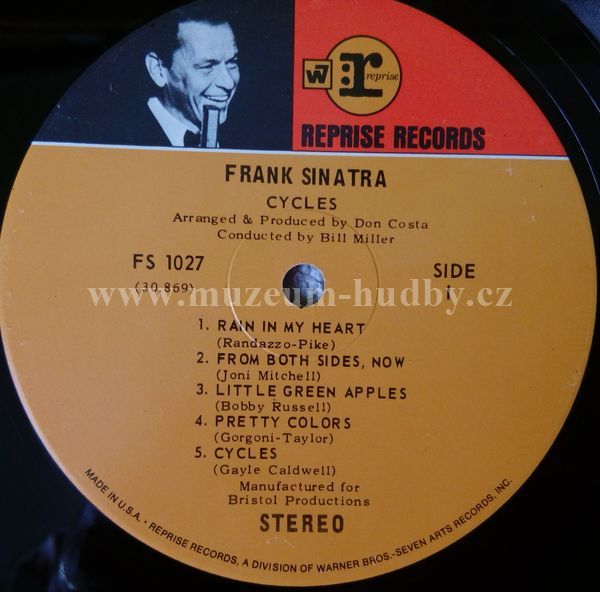 W7 r reprise
REPRISE RECORDS
FRANK SINATRA
CYCLES
Arranged & Produced by Don Costa
Conducted by Bill Miller
FS 1027
(30,869)
SIDE
1
www.muzeum-hudby.cz
1. RAIN IN MY HEART
(Randazzo-Pike)
2. FROM BOTH SIDES, NOW
(Joni Mitchell)
3. LITTLE GREEN APPLES
(Bobby Russell)
4. PRETTY COLORS
(Gorgoni-Taylor)
5. CYCLES
(Gayle Caldwell)
Manufactured for
Bristol Productions
STEREO
MADE IN U.S.A. • REPRISE RECORDS, A DIVISION OF WARNER BROS.-SEVEN ARTS RECORDS, INC.